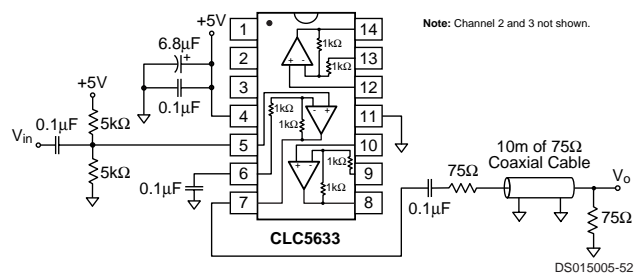 Note: Channel 2 and 3 not shown.
+5V
6.8µF
+
0.1µF
+5V
5kΩ
0.1µF
Vin
5kΩ
0.1µF
1
2
3
4
5
6
7
14
13
12
11
10
9
8
1kΩ
1kΩ
1kΩ
1kΩ
1kΩ
1kΩ
CLC5633
0.1µF
75Ω
10m of 75Ω
Coaxial Cable
Vo
75Ω
DS015005-52